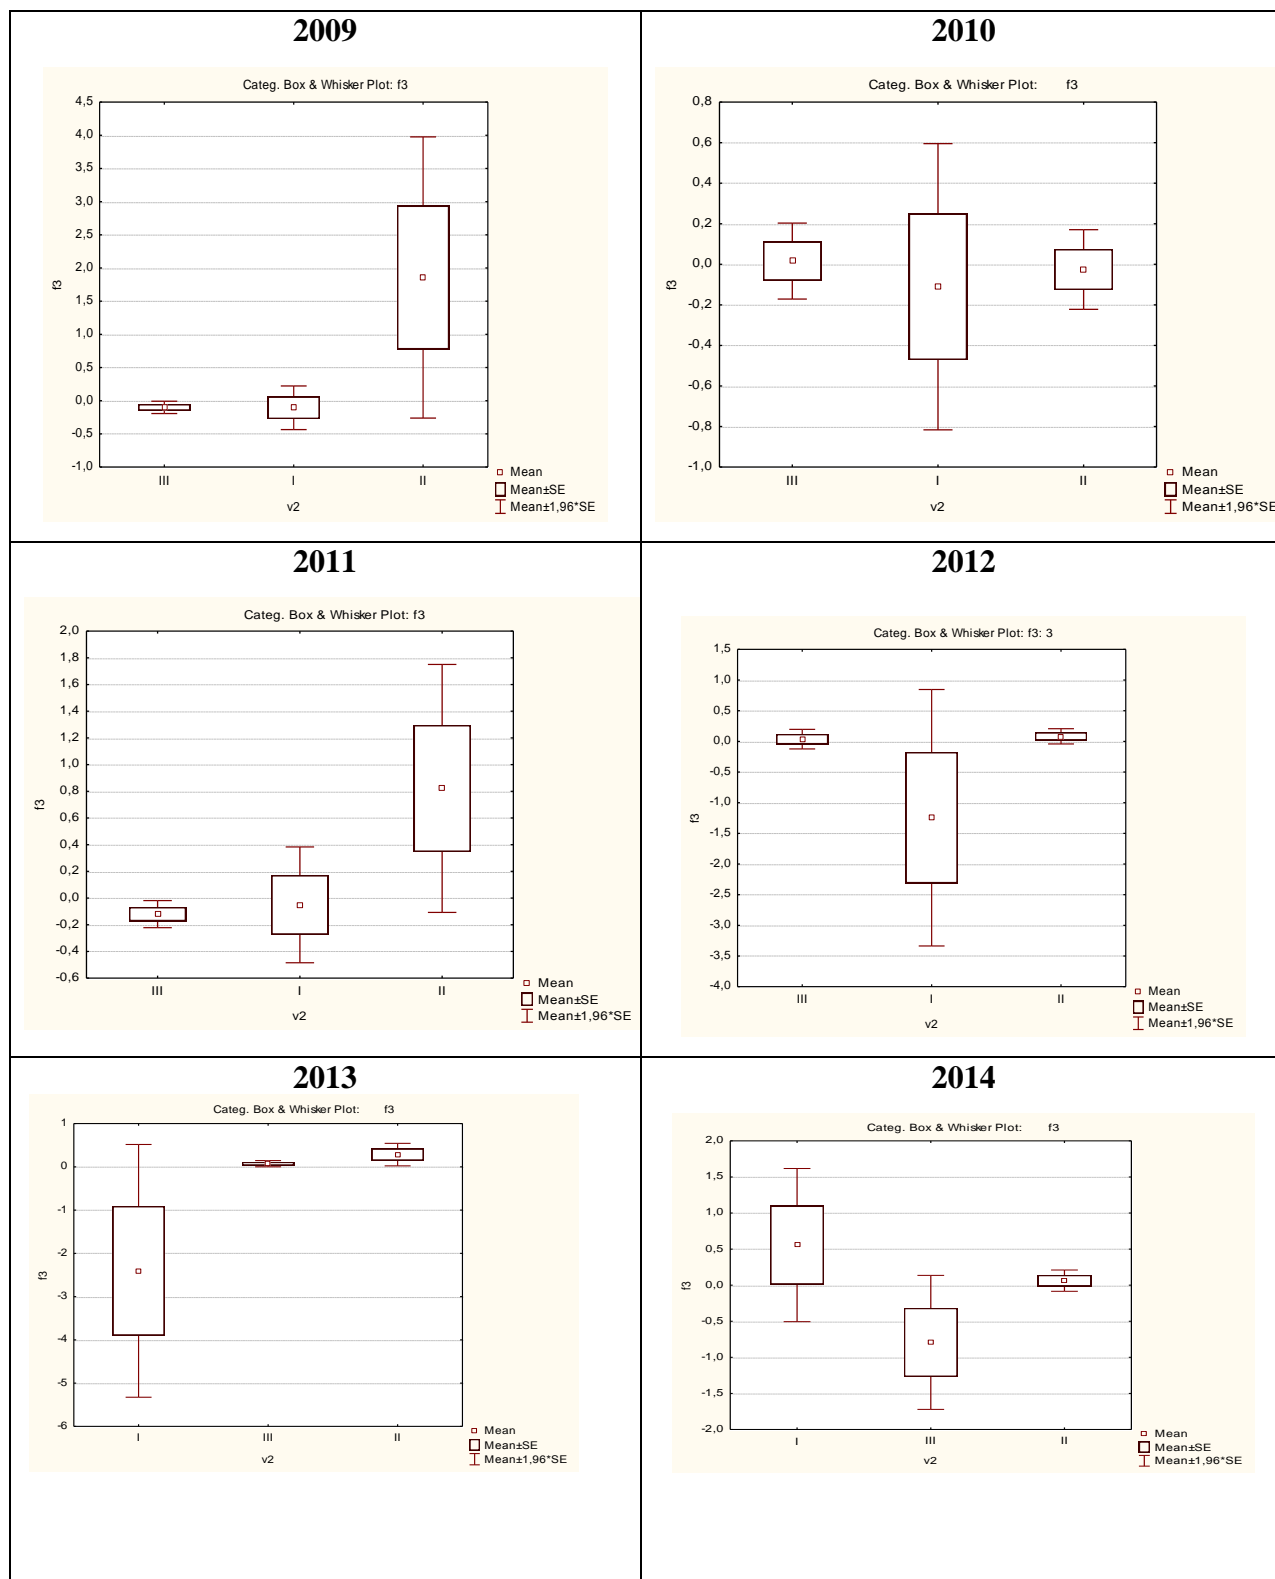 2009
Categ. Box & Whisker Plot: f3
4,5
4,0
3,5
3,0
2,5
2,0
1,5
1,0
0,5
0,0
-0,5
-1,0
f3
III I II
v2
Mean
Mean±SE
Mean±1,96*SE
2010
Categ. Box & Whisker Plot: f3
0,8
0,6
0,4
0,2
0,0
-0,2
-0,4
-0,6
-0,8
-1,0
f3
III I II
v2
Mean
Mean±SE
Mean±1,96*SE
2011
Categ. Box & Whisker Plot: f3
2,0
1,8
1,6
1,4
1,2
1,0
0,8
0,6
0,4
0,2
0,0
-0,2
-0,4
-0,6
f3
III I II
v2
Mean
Mean±SE
Mean±1,96*SE
2012
Categ. Box & Whisker Plot: f3: 3
1,5
1,0
0,5
0,0
-0,5
-1,0
-1,5
-2,0
-2,5
-3,0
-3,5
-4,0
f3
III I II
v2
Mean
Mean±SE
Mean±1,96*SE
2013
Categ. Box & Whisker Plot: f3
1
0
-1
-2
-3
-4
-5
-6
f3
I III II
v2
Mean
Mean±SE
Mean±1,96*SE
2014
Categ. Box & Whisker Plot: f3
2,0
1,5
1,0
0,5
0,0
-0,5
-1,0
-1,5
-2,0
f3
I III II
v2
Mean
Mean±SE
Mean±1,96*SE